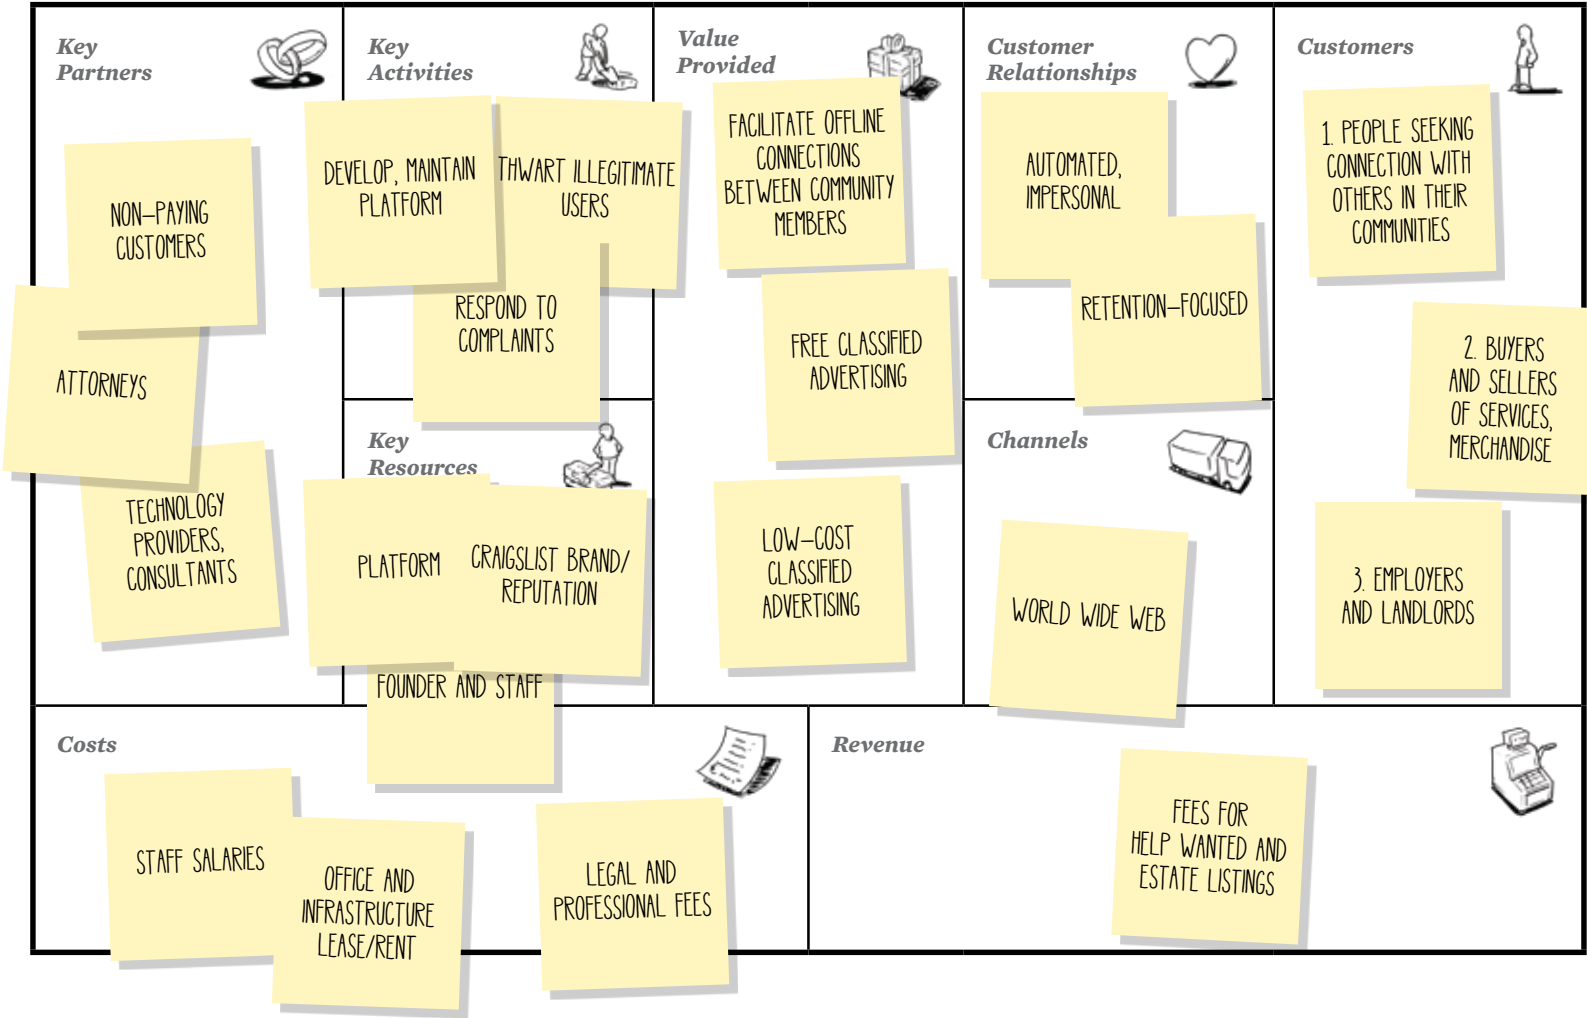 Key
Partners
NON-PAYING
CUSTOMERS
ATTORNEYS
TECHNOLOGY
PROVIDERS,
CONSULTANTS
Key
Activities
DEVELOP, MAINTAIN
PLATFORM
THWART ILLEGITIMATE
USERS
RESPOND TO
COMPLAINTS
Key
Resources
PLATFORM
CRAIGSLIST BRAND/
REPUTATION
FOUNDER AND STAFF
Value
Provided
FACILITATE OFFLINE
CONNECTIONS
BETWEEN COMMUNITY
MEMBERS
FREE CLASSIFIED
ADVERTISING
LOW-COST
CLASSIFIED
ADVERTISING
Customer
Relationships
AUTOMATED,
IMPERSONAL
RETENTION-FOCUSED
Channels
WORLD WIDE WEB
Customers
1. PEOPLE SEEKING
CONNECTION WITH
OTHERS IN THEIR
COMMUNITIES
2. BUYERS
AND SELLERS
OF SERVICES,
MERCHANDISE
3. EMPLOYERS
AND LANDLORDS
Costs
STAFF SALARIES
OFFICE AND
INFRASTRUCTURE
LEASE/RENT
LEGAL AND
PROFESSIONAL FEES
Revenue
FEES FOR
HELP WANTED AND
ESTATE LISTINGS